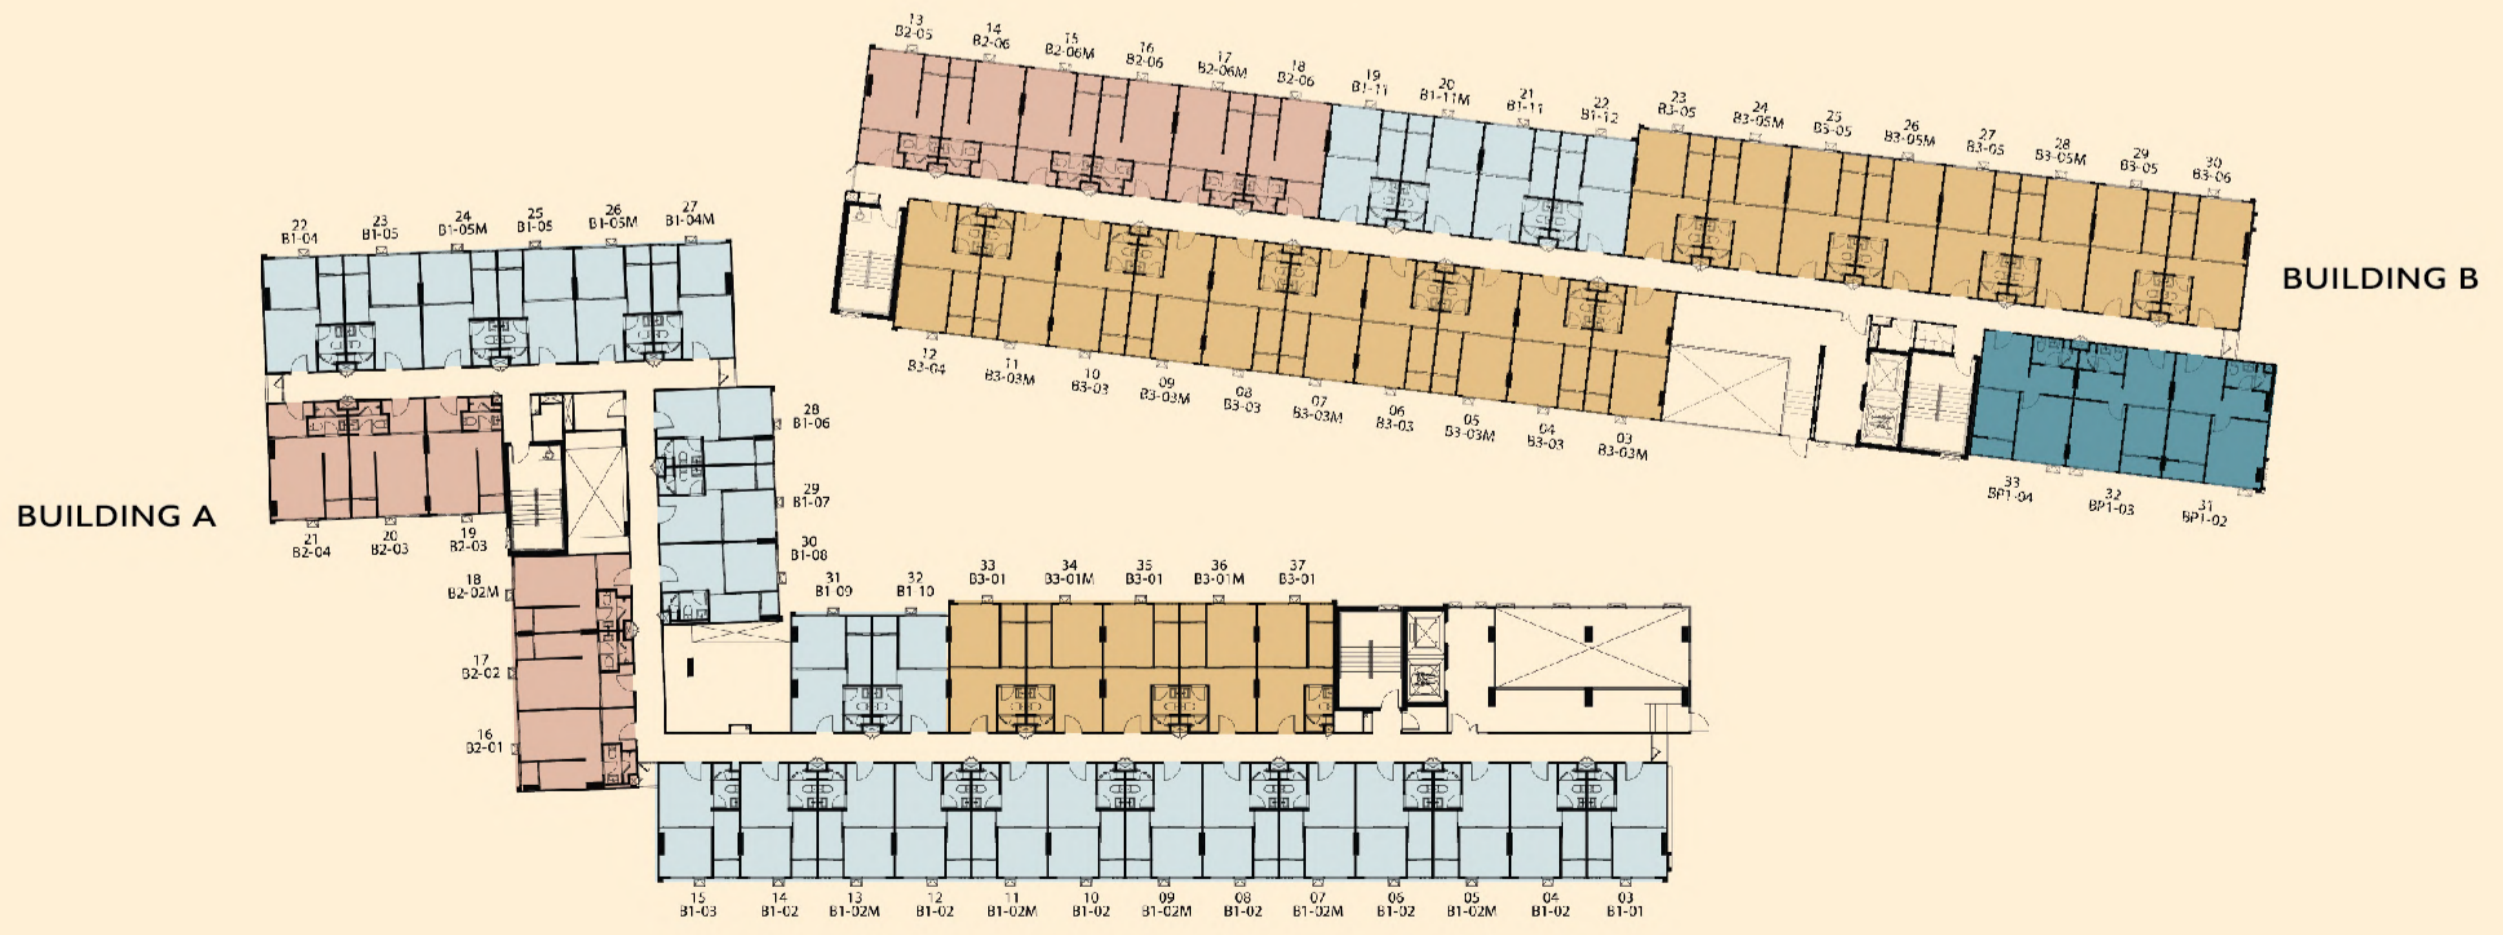 13
B2-05
14
B2-06
15
B2-06M
16
B2-06
17
B2-06M
18
B2-06
19
B1-11
20
B1-11M
21
B1-11
22
B1-12
23
B3-05
24
B3-05M
25
B3-05
26
B3-05M
27
B3-05
28
B3-05M
29
B3-05
30
B3-06
BUILDING B
12
B3-04
11
B3-03M
10
B3-03
09
B3-03M
08
B3-03
07
B3-03M
06
B3-03
05
B3-03M
04
B3-03
03
B3-03M
33
BP1-04
32
BP1-03
31
BP1-02
22
B1-04
23
B1-05
24
B1-05M
25
B1-05
26
B1-05M
27
B1-04M
28
B1-06
29
B1-07
30
B1-08
BUILDING A
21
B2-04
20
B2-03
19
B2-03
18
B2-02M
17
B2-02
16
B2-01
31
B1-09
32
B1-10
33
B3-01
34
B3-01M
35
B3-01
36
B3-01M
37
B3-01
15
B1-03
14
B1-02
13
B1-02M
12
B1-02
11
B1-02M
10
B1-02
09
B1-02M
08
B1-02
07
B1-02M
06
B1-02
05
B1-02M
04
B1-02
03
B1-01